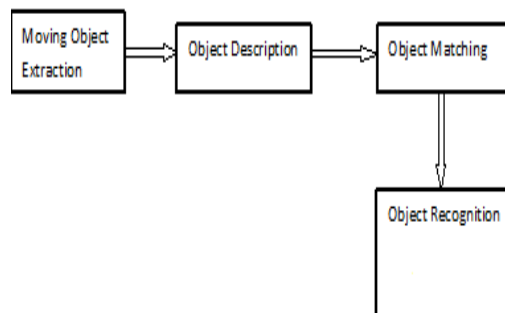 Moving Object
Extraction
Object Description
Object Matching
Object Recognition